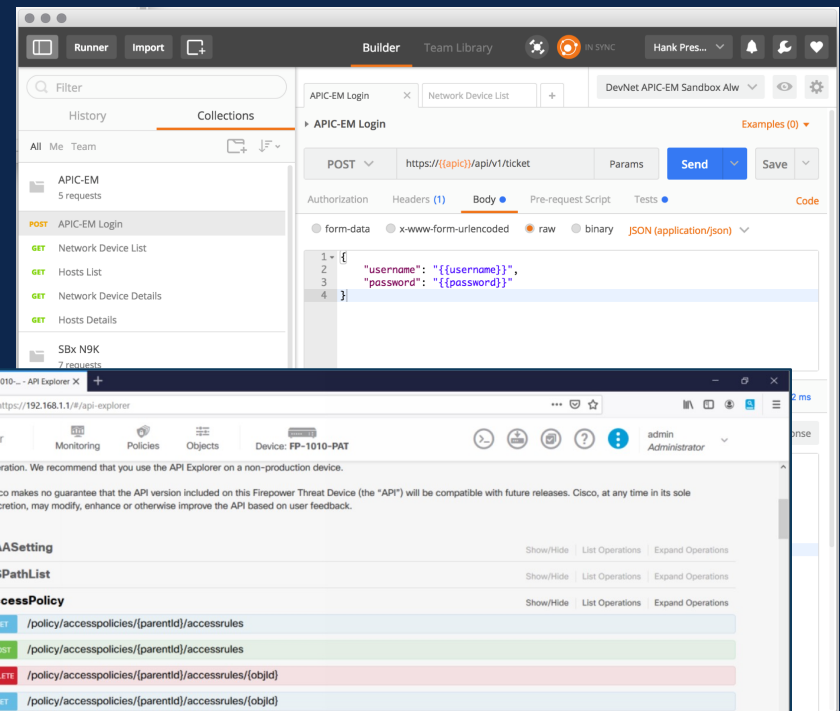 Runner Import Builder Team Library IN SYNC Hank Pres...
Filter
History Collections
All Me Team
APIC-EM
5 requests
POST APIC-EM Login
GET Network Device List
GET Hosts List
GET Network Device Details
GET Hosts Details
SBx N9K
7 requests
APIC-EM Login Network Device List DevNet APIC-EM Sandbox Alw
APIC-EM Login Examples (0)
POST https://{{apic}}/api/v1/ticket Params Send Save
Authorization Headers (1) Body Pre-request Script Tests Code
form-data x-www-form-urlencoded raw binary JSON (application/json)
1 {
2 "username": "{{username}}",
3 "password": "{{password}}"
4 }
2 ms
onse
010-... - API Explorer
ttps://192.168.1.1/#/api-explorer
r Monitoring Policies Objects Device: FP-1010-PAT admin
Administrator
eration. We recommend that you use the API Explorer on a non-production device.
co makes no guarantee that the API version included on this Firepower Threat Device (the "API") will be compatible with future releases. Cisco, at any time in its sole
cretion, may modify, enhance or otherwise improve the API based on user feedback.
AASetting Show/Hide List Operations Expand Operations
SPathList Show/Hide List Operations Expand Operations
cessPolicy Show/Hide List Operations Expand Operations
ET /policy/accesspolicies/{parentId}/accessrules
OST /policy/accesspolicies/{parentId}/accessrules
LETE /policy/accesspolicies/{parentId}/accessrules/{objId}
ET /policy/accesspolicies/{parentId}/accessrules/{objId}